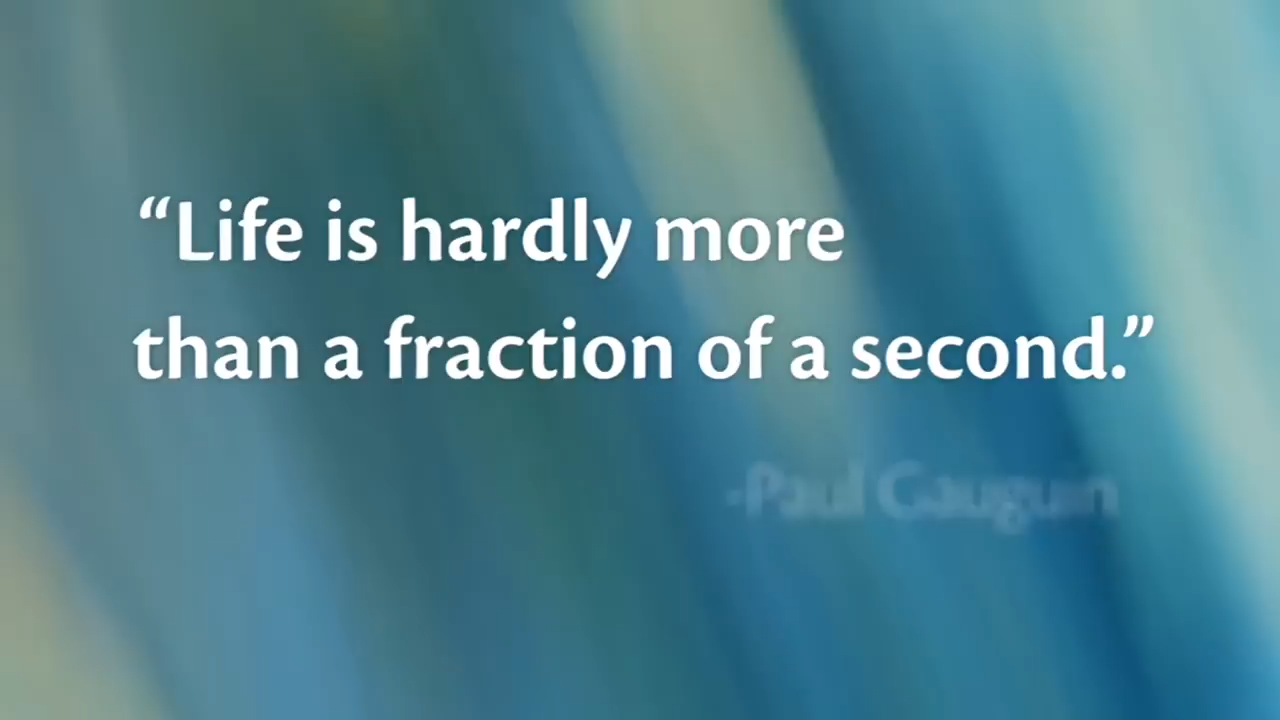 “Life is hardly more
than a fraction of a second.”
-Paul Gauguin